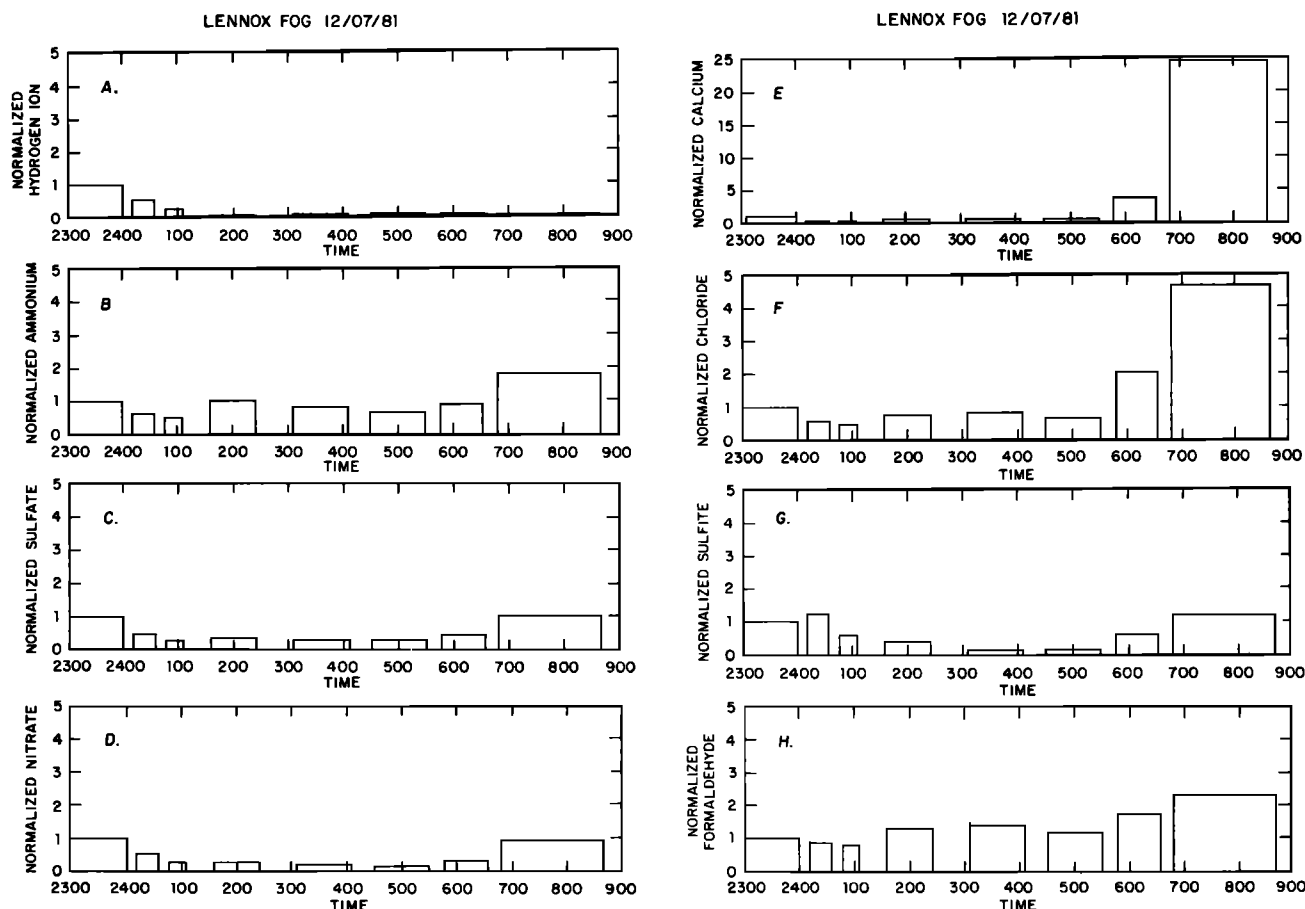 LENNOX FOG 12/07/81
A.
NORMALIZED
HYDROGEN ION
5
4
3
2
1
0
2300 2400 100 200 300 400 500 600 700 800 900
TIME
B
NORMALIZED AMMONIUM
5
4
3
2
1
0
2300 2400 100 200 300 400 500 600 700 800 900
TIME
C.
NORMALIZED SULFATE
5
4
3
2
1
0
2300 2400 100 200 300 400 500 600 700 800 900
TIME
D.
NORMALIZED NITRATE
5
4
3
2
1
0
2300 2400 100 200 300 400 500 600 700 800 900
TIME
LENNOX FOG 12/07/81
E
NORMALIZED CALCIUM
25
20
15
10
5
0
2300 2400 100 200 300 400 500 600 700 800 900
TIME
F
NORMALIZED CHLORIDE
5
4
3
2
1
0
2300 2400 100 200 300 400 500 600 700 800 900
TIME
G.
NORMALIZED SULFITE
5
4
3
2
1
0
2300 2400 100 200 300 400 500 600 700 800 900
TIME
H.
NORMALIZED
FORMALDEHYDE
5
4
3
2
1
0
2300 2400 100 200 300 400 500 600 700 800 900
TIME